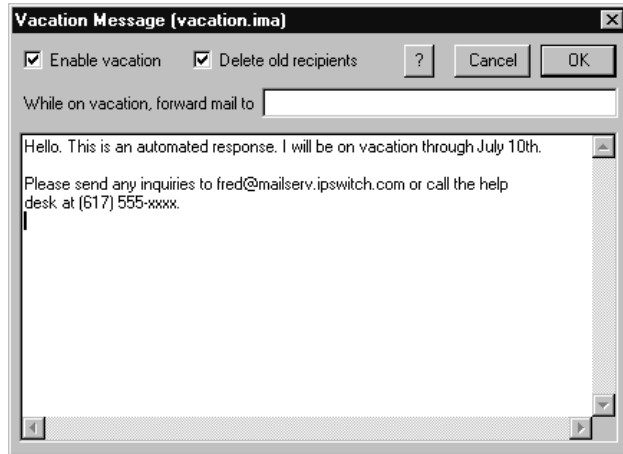 Vacation Message (vacation.ima)
Enable vacation Delete old recipients ? Cancel OK
While on vacation, forward mail to
Hello. This is an automated response. I will be on vacation through July 10th.
Please send any inquiries to fred@mailserv.ipswitch.com or call the help
desk at (617) 555-xxxx.